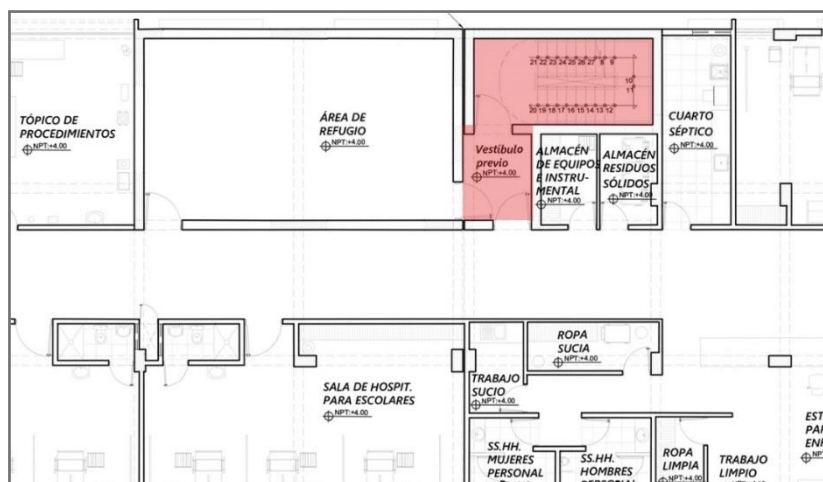 21 22 23 24 25 26 27 8 9
10
11
20 19 18 17 16 15 14 13 12
TÓPICO DE
PROCEDIMIENTOS
NPT:+4.00
ÁREA DE
REFUGIO
NPT:+4.00
Vestíbulo
previo
NPT:+4.00
ALMACÉN
DE EQUIPOS
E INSTRU-
MENTAL
NPT:+4.00
ALMACÉN
RESIDUOS
SÓLIDOS
NPT:+4.00
CUARTO
SÉPTICO
NPT:+4.00
SALA DE HOSPIT.
PARA ESCOLARES
NPT:+4.00
TRABAJO
SUCIO
NPT:+4.00
ROPA
SUCIA
NPT:+4.00
SS.HH.
MUJERES
PERSONAL
SS.HH.
HOMBRES
ROPA
LIMPIA
NPT:+4.00
TRABAJO
LIMPIO
EST
PAR
ENF
NP